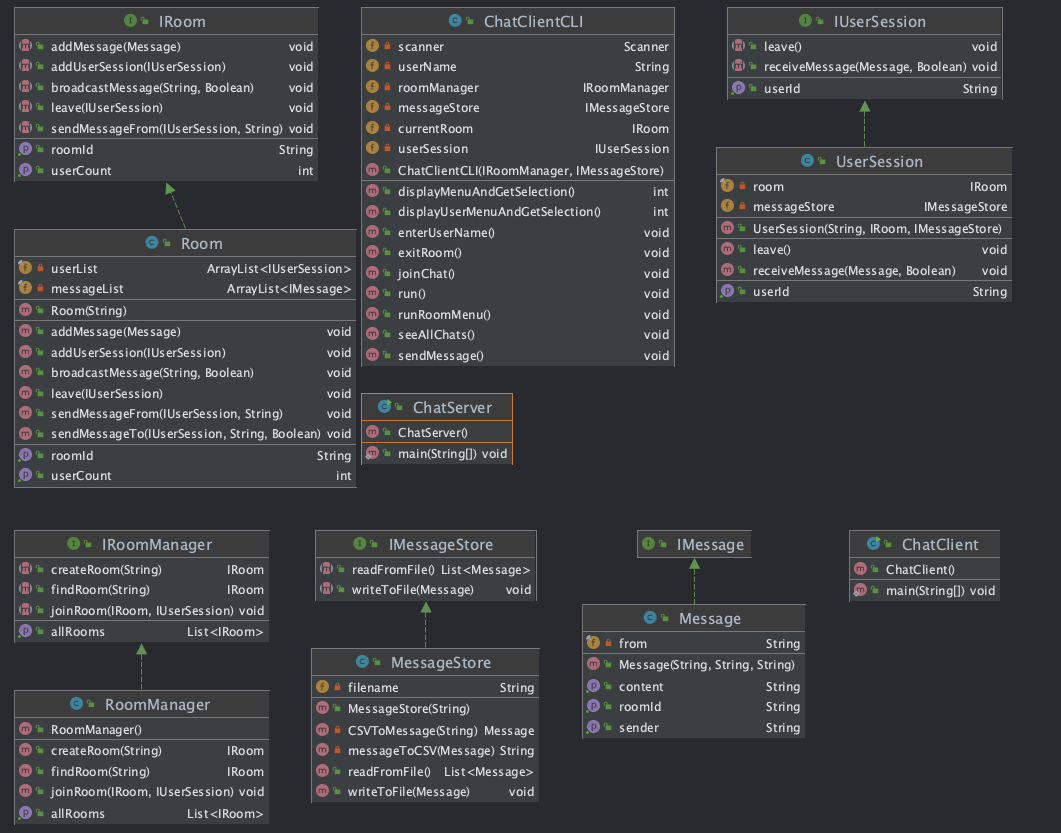 IRoom
addMessage(Message) void
addUserSession(IUserSession) void
broadcastMessage(String, Boolean) void
leave(IUserSession) void
sendMessageFrom(IUserSession, String) void
roomId String
userCount int
Room
userList ArrayList<IUserSession>
messageList ArrayList<IMessage>
Room(String)
addMessage(Message) void
addUserSession(IUserSession) void
broadcastMessage(String, Boolean) void
leave(IUserSession) void
sendMessageFrom(IUserSession, String) void
sendMessageTo(IUserSession, String, Boolean) void
roomId String
userCount int
ChatClientCLI
scanner Scanner
userName String
roomManager IRoomManager
messageStore IMessageStore
currentRoom IRoom
userSession IUserSession
ChatClientCLI(IRoomManager, IMessageStore)
displayMenuAndGetSelection() int
displayUserMenuAndGetSelection() int
enterUserName() void
exitRoom() void
joinChat() void
run() void
runRoomMenu() void
seeAllChats() void
sendMessage() void
ChatServer
ChatServer()
main(String[]) void
IUserSession
leave() void
receiveMessage(Message, Boolean) void
userId String
UserSession
room IRoom
messageStore IMessageStore
UserSession(String, IRoom, IMessageStore)
leave() void
receiveMessage(Message, Boolean) void
userId String
IRoomManager
createRoom(String) IRoom
findRoom(String) IRoom
joinRoom(IRoom, IUserSession) void
allRooms List<IRoom>
RoomManager
RoomManager()
createRoom(String) IRoom
findRoom(String) IRoom
joinRoom(IRoom, IUserSession) void
allRooms List<IRoom>
IMessageStore
readFromFile() List<Message>
writeToFile(Message) void
MessageStore
filename String
MessageStore(String)
CSVToMessage(String) Message
messageToCSV(Message) String
readFromFile() List<Message>
writeToFile(Message) void
IMessage
Message
from String
Message(String, String, String)
content String
roomId String
sender String
ChatClient
ChatClient()
main(String[]) void